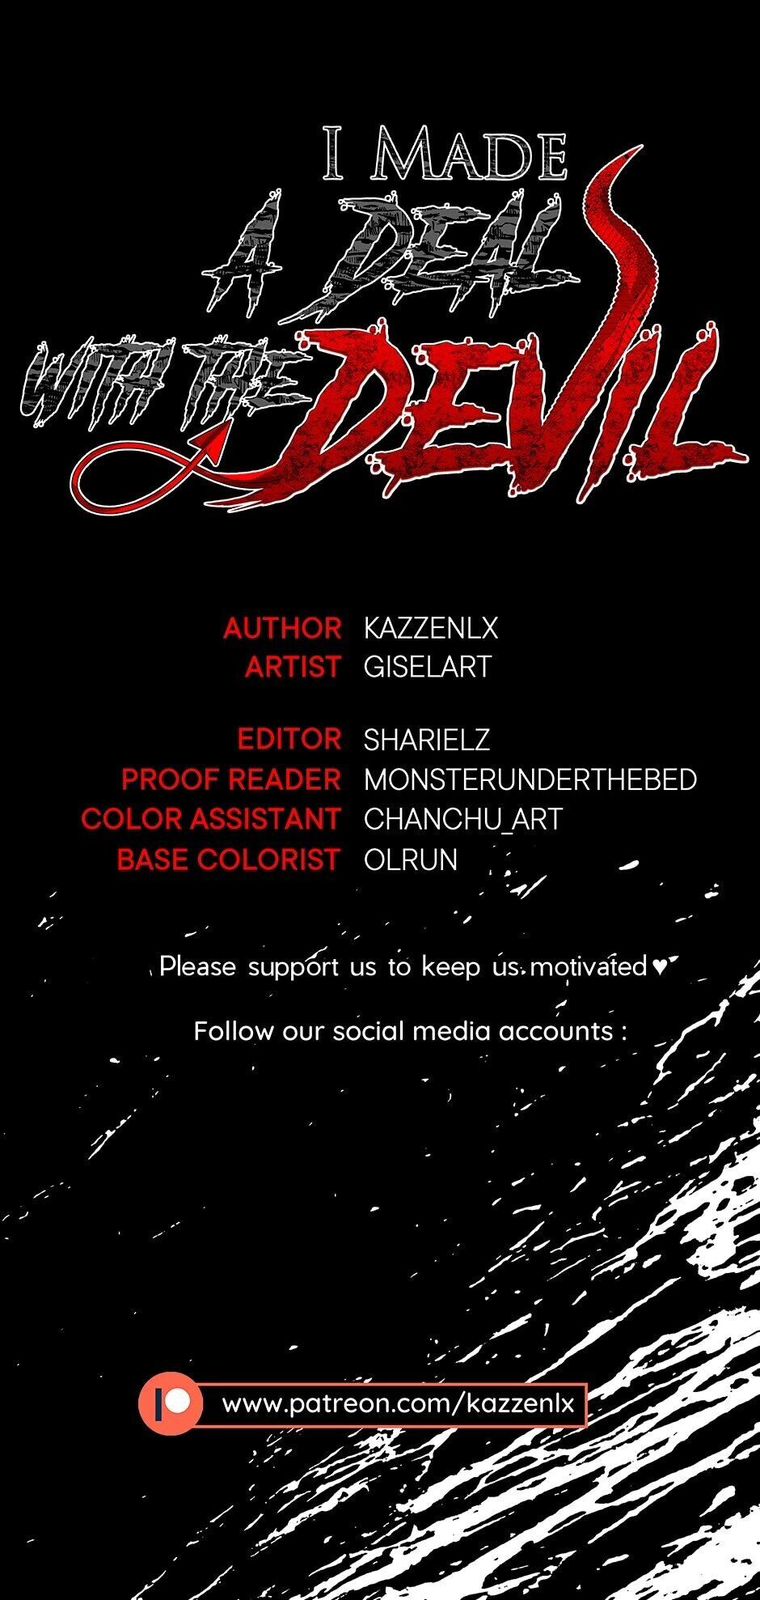 I MADE
A DEAL
WITH THE DEVIL
AUTHOR KAZZENLX
ARTIST GISELART
EDITOR SHARIELZ
PROOF READER MONSTERUNDERTHEBED
COLOR ASSISTANT CHANCHU_ART
BASE COLORIST OLRUN
Please support us to keep us motivated♥
Follow our social media accounts :
www.patreon.com/kazzenlx